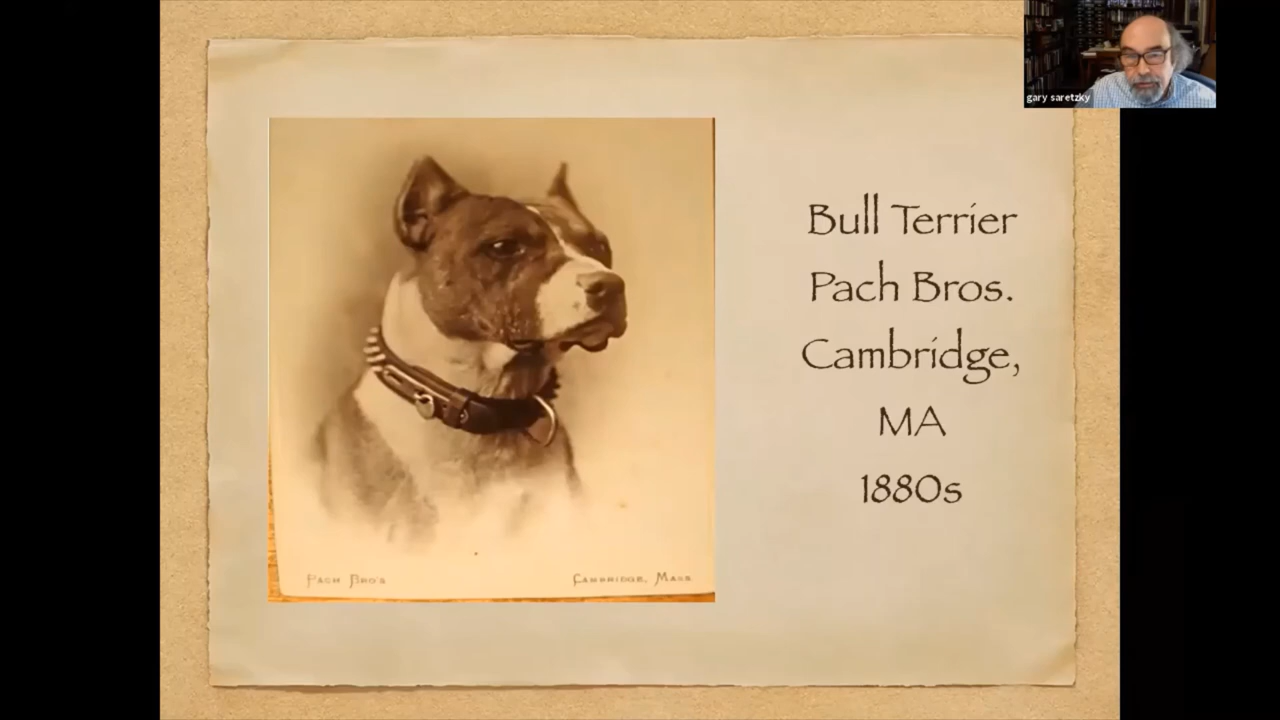 gary saretzky
Bull Terrier
Pach Bros.
Cambridge,
MA
1880s
Pach Bro's
Cambridge, Mass